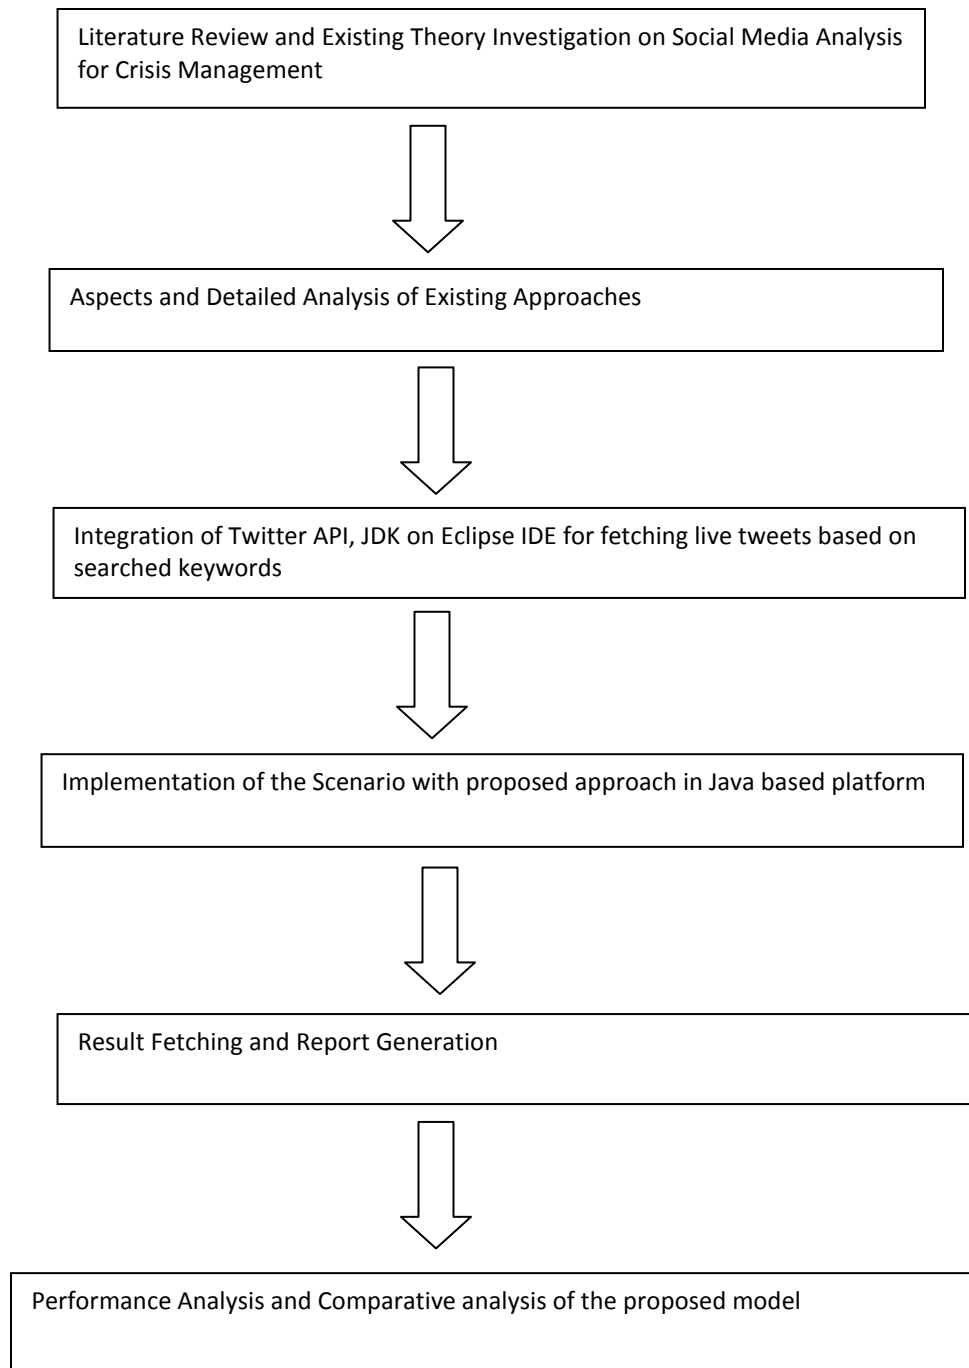 Literature Review and Existing Theory Investigation on Social Media Analysis
for Crisis Management
Aspects and Detailed Analysis of Existing Approaches
Integration of Twitter API, JDK on Eclipse IDE for fetching live tweets based on
searched keywords
Implementation of the Scenario with proposed approach in Java based platform
Result Fetching and Report Generation
Performance Analysis and Comparative analysis of the proposed model